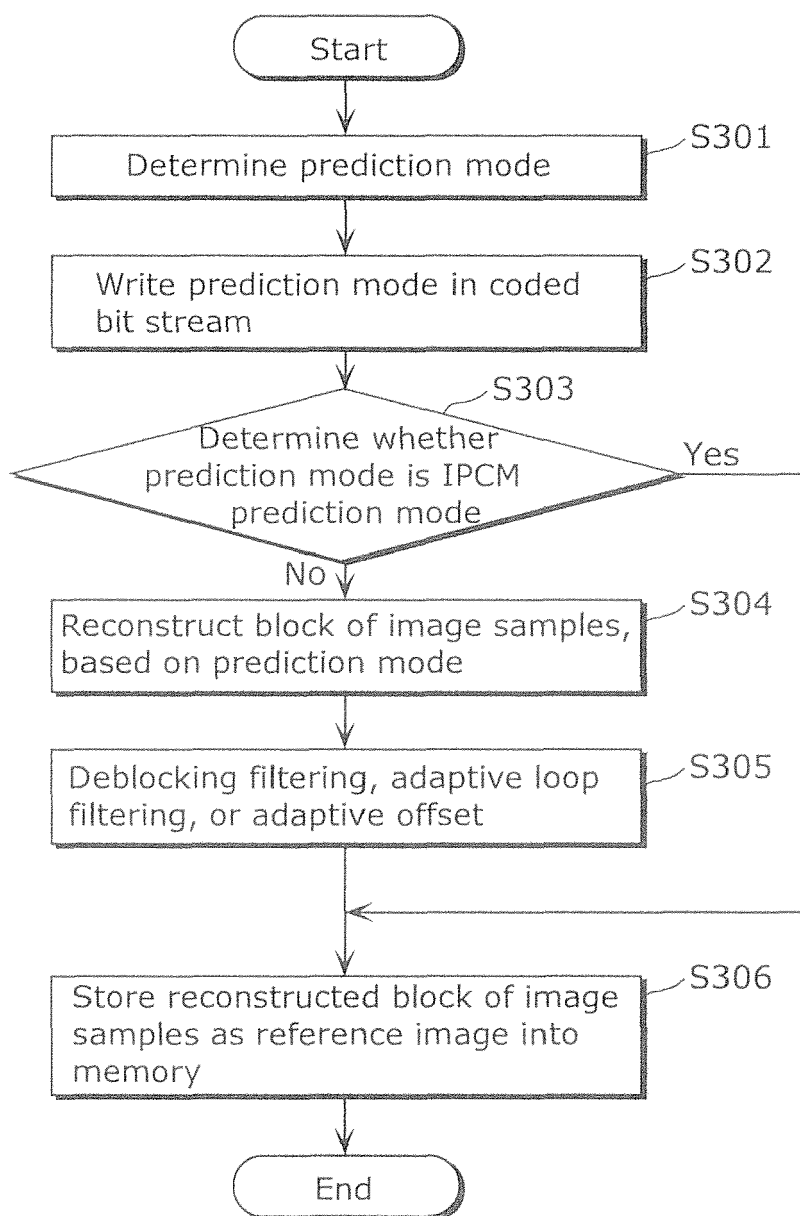 Start
S301
Determine prediction mode
S302
Write prediction mode in coded
bit stream
S303
Determine whether
prediction mode is IPCM
prediction mode
Yes
No
S304
Reconstruct block of image samples,
based on prediction mode
S305
Deblocking filtering, adaptive loop
filtering, or adaptive offset
S306
Store reconstructed block of image
samples as reference image into
memory
End